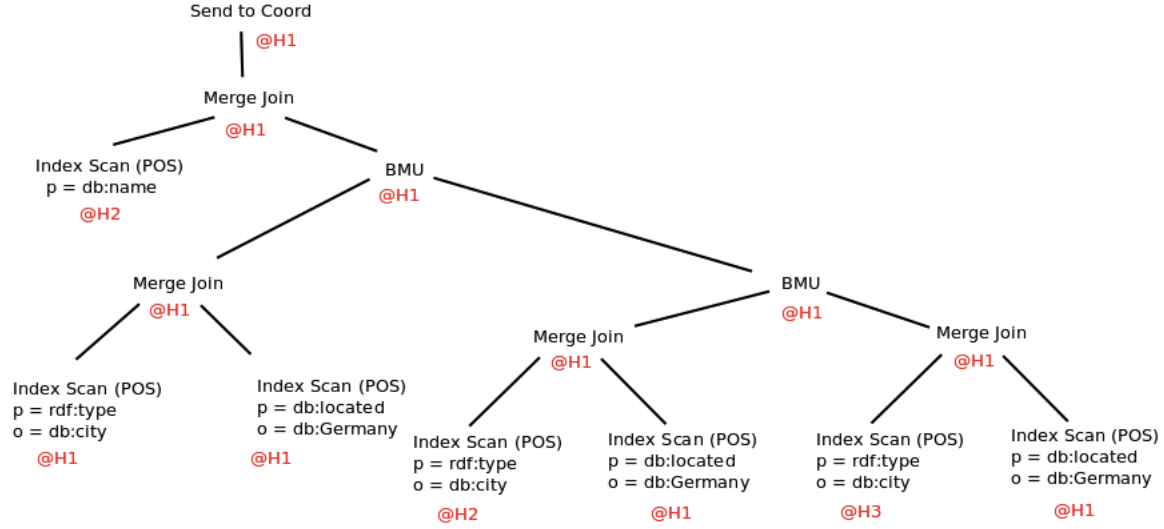 Send to Coord
@H1
Merge Join
@H1
Index Scan (POS)
p = db:name
@H2
BMU
@H1
Merge Join
@H1
Index Scan (POS)
p = rdf:type
o = db:city
@H1
Index Scan (POS)
p = db:located
o = db:Germany
@H1
BMU
@H1
Merge Join
@H1
Index Scan (POS)
p = rdf:type
o = db:city
@H2
Index Scan (POS)
p = db:located
o = db:Germany
@H1
Merge Join
@H1
Index Scan (POS)
p = rdf:type
o = db:city
@H3
Index Scan (POS)
p = db:located
o = db:Germany
@H1